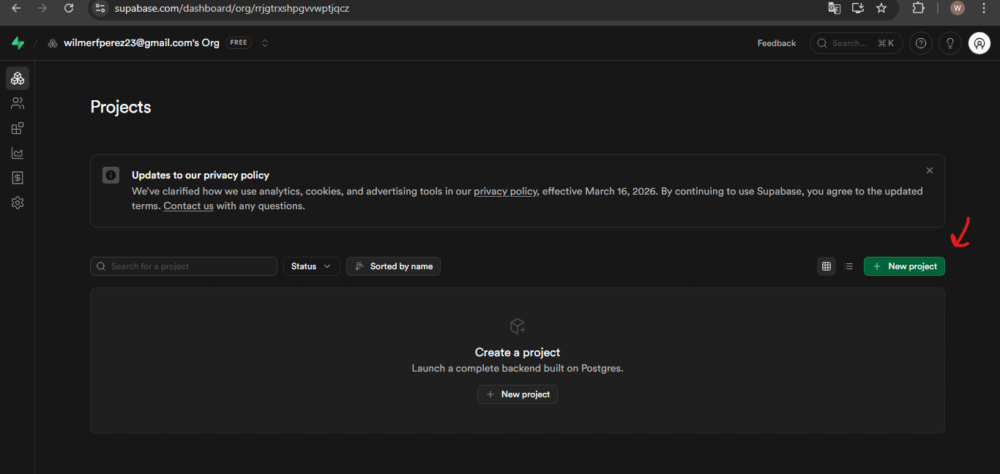 supabase.com/dashboard/org/rrjgtrxshpgvvwptjqcz
W
wilmerfperez23@gmail.com's Org FREE
Feedback
Search... ⌘ K
Projects
Updates to our privacy policy
We've clarified how we use analytics, cookies, and advertising tools in our privacy policy, effective March 16, 2026. By continuing to use Supabase, you agree to the updated
terms. Contact us with any questions.
Search for a project
Status
Sorted by name
New project
Create a project
Launch a complete backend built on Postgres.
New project